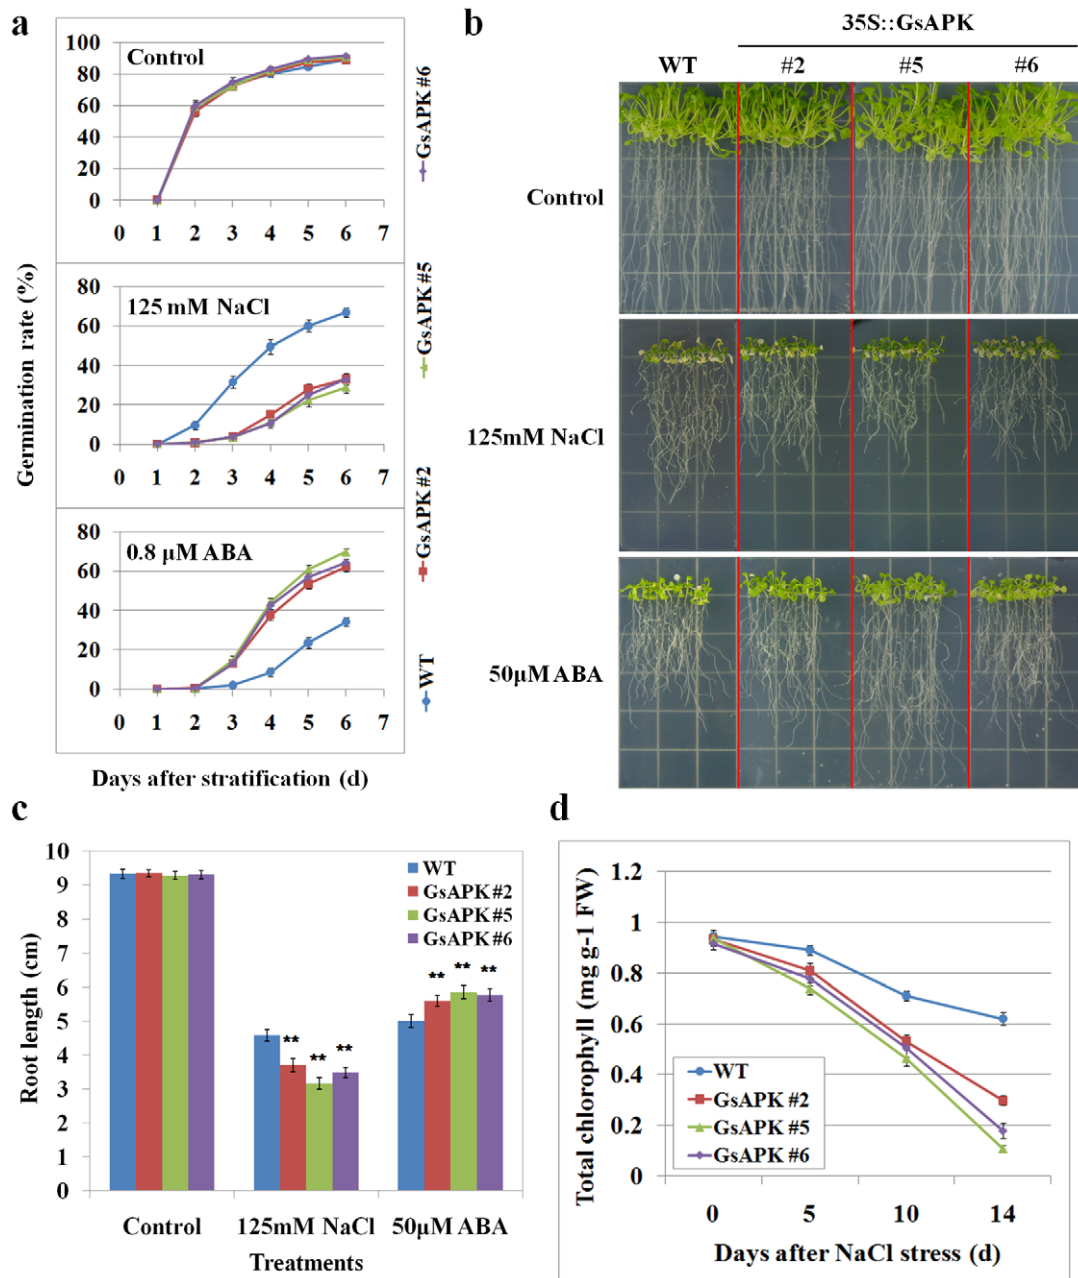 a
Germination rate (%)
Control
100
80
60
40
20
0
0 1 2 3 4 5 6 7
125 mM NaCl
80
60
40
20
0
0 1 2 3 4 5 6 7
0.8 μM ABA
80
60
40
20
0
0 1 2 3 4 5 6 7
Days after stratification (d)
GsAPK#6
GsAPK#5
GsAPK#2
WT
b
35S::GsAPK
WT #2 #5 #6
Control
125mM NaCl
50μM ABA
c
Root length (cm)
10
9
8
7
6
5
4
3
2
1
0
WT
GsAPK #2
GsAPK #5
GsAPK #6
** ** **
** ** **
Control 125mM NaCl 50μM ABA
Treatments
d
Total chlorophyll (mg g-1 FW)
1.2
1
0.8
0.6
0.4
0.2
0
WT
GsAPK #2
GsAPK #5
GsAPK #6
0 5 10 14
Days after NaCl stress (d)